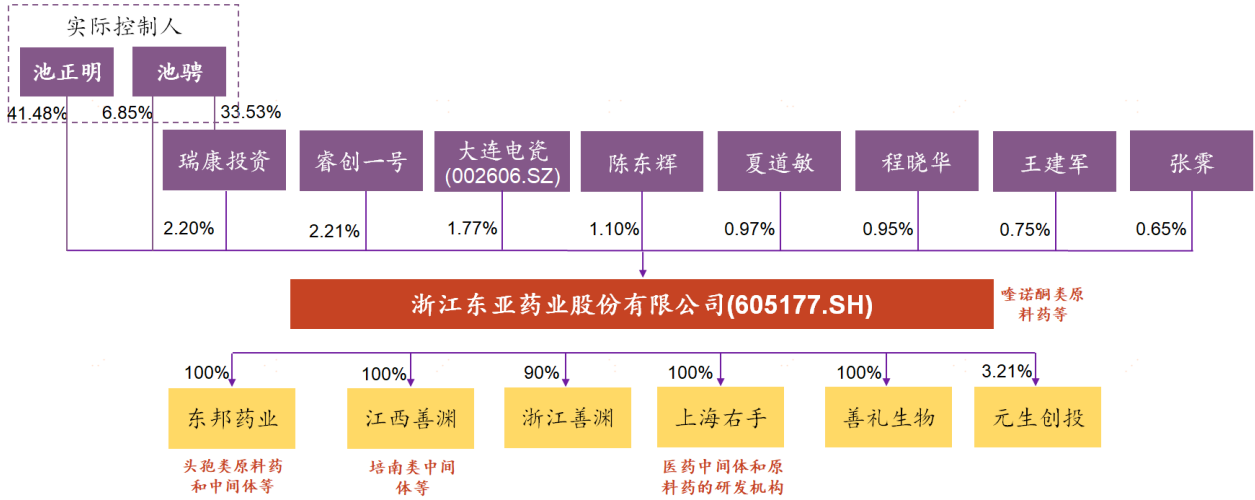 实际控制人
池正明
池骋
41.48%
6.85%
33.53%
瑞康投资
睿创一号
大连电瓷
(002606.SZ)
陈东辉
夏道敏
程晓华
王建军
张霁
2.20%
2.21%
1.77%
1.10%
0.97%
0.95%
0.75%
0.65%
浙江东亚药业股份有限公司(605177.SH)
喹诺酮类原
料药等
100%
100%
90%
100%
100%
3.21%
东邦药业
江西善渊
浙江善渊
上海右手
善礼生物
元生创投
头孢类原料药
和中间体等
培南类中间
体等
医药中间体和原
料药的研发机构